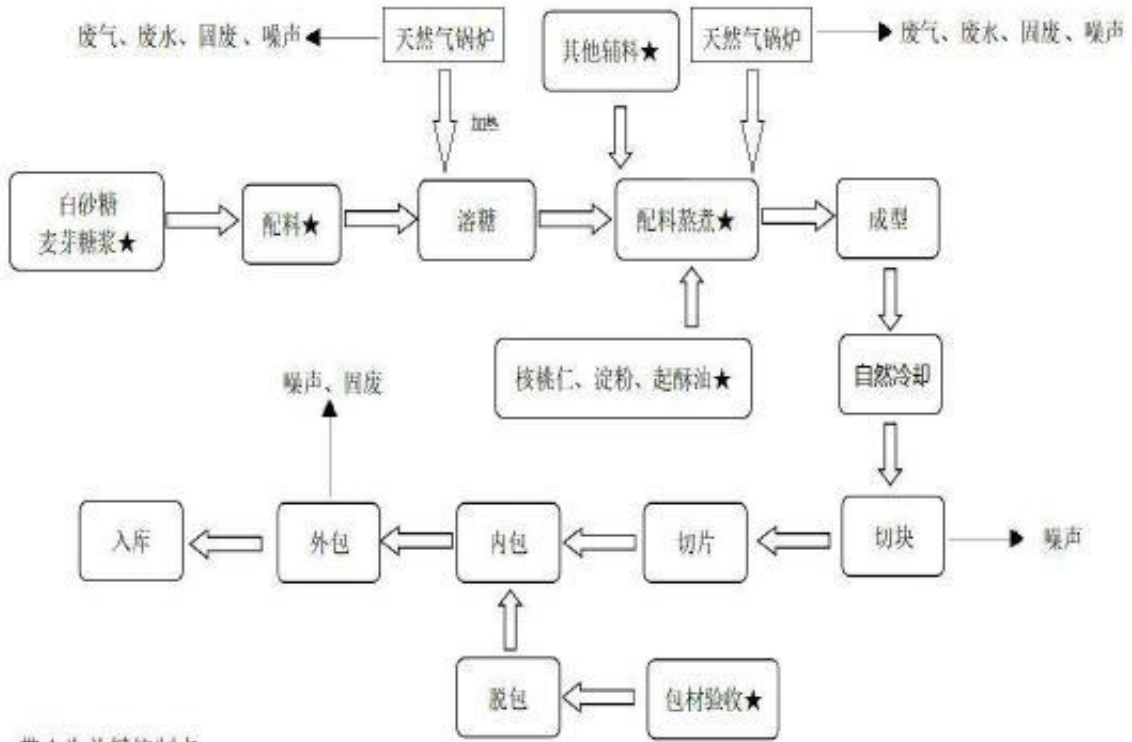 废气、废水、固废、噪声
天然气锅炉
其他辅料★
天然气锅炉
废气、废水、固废、噪声
加热
白砂糖
麦芽糖浆★
配料★
溶糖
配料熬煮★
成型
核桃仁、淀粉、起酥油★
自然冷却
噪声、固废
入库
外包
内包
切片
切块
噪声
脱包
包材验收★